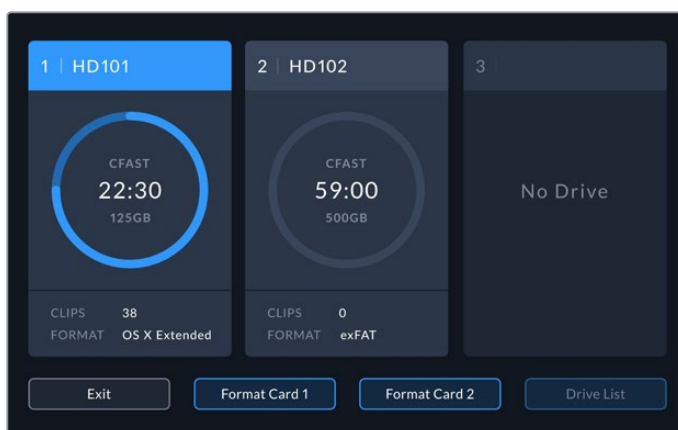 1 | HD101
CFAST
22:30
125GB
CLIPS 38
FORMAT OS X Extended
2 | HD102
CFAST
59:00
500GB
CLIPS 0
FORMAT exFAT
3 |
No Drive
Exit
Format Card 1
Format Card 2
Drive List